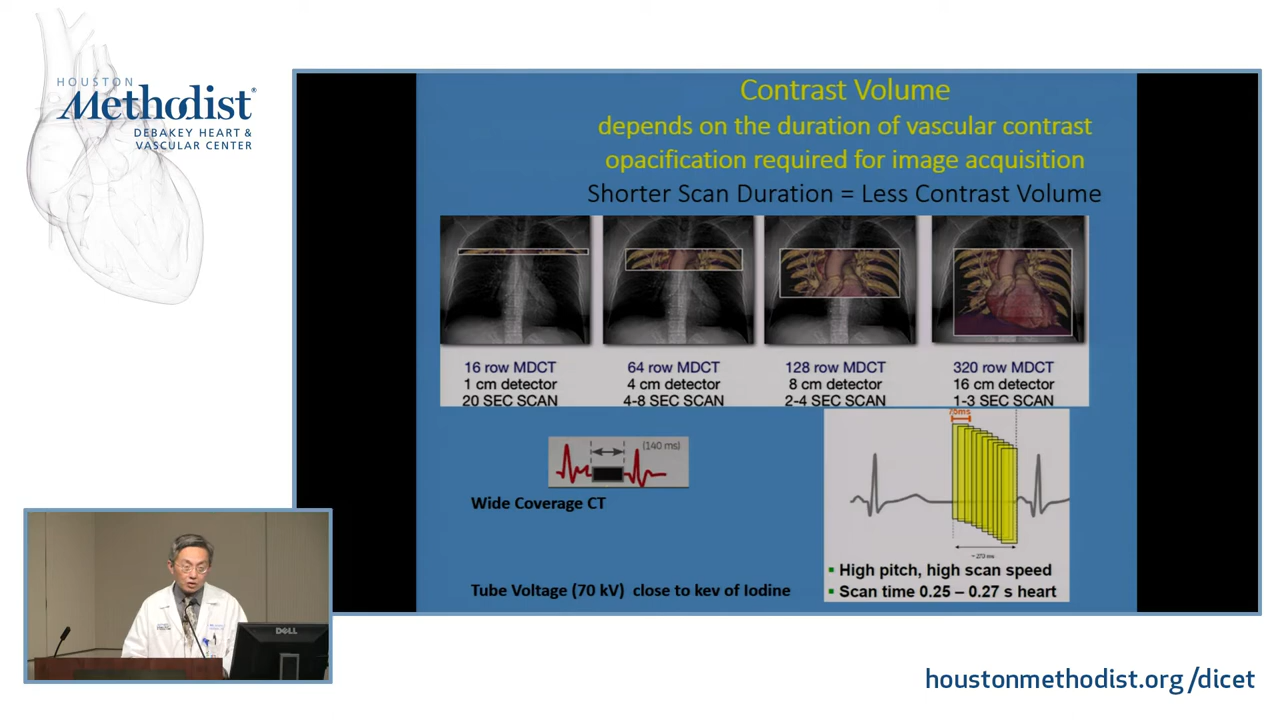 HOUSTON
Methodist®
DEBAKEY HEART &
VASCULAR CENTER
Contrast Volume
depends on the duration of vascular contrast
opacification required for image acquisition
Shorter Scan Duration = Less Contrast Volume
16 row MDCT
1 cm detector
20 SEC SCAN
64 row MDCT
4 cm detector
4-8 SEC SCAN
128 row MDCT
8 cm detector
2-4 SEC SCAN
320 row MDCT
16 cm detector
1-3 SEC SCAN
(140 ms)
Wide Coverage CT
Tube Voltage (70 kV) close to kev of Iodine
75ms
~ 273 ms
▪ High pitch, high scan speed
▪ Scan time 0.25 – 0.27 s heart
DELL
houstonmethodist.org/dicet